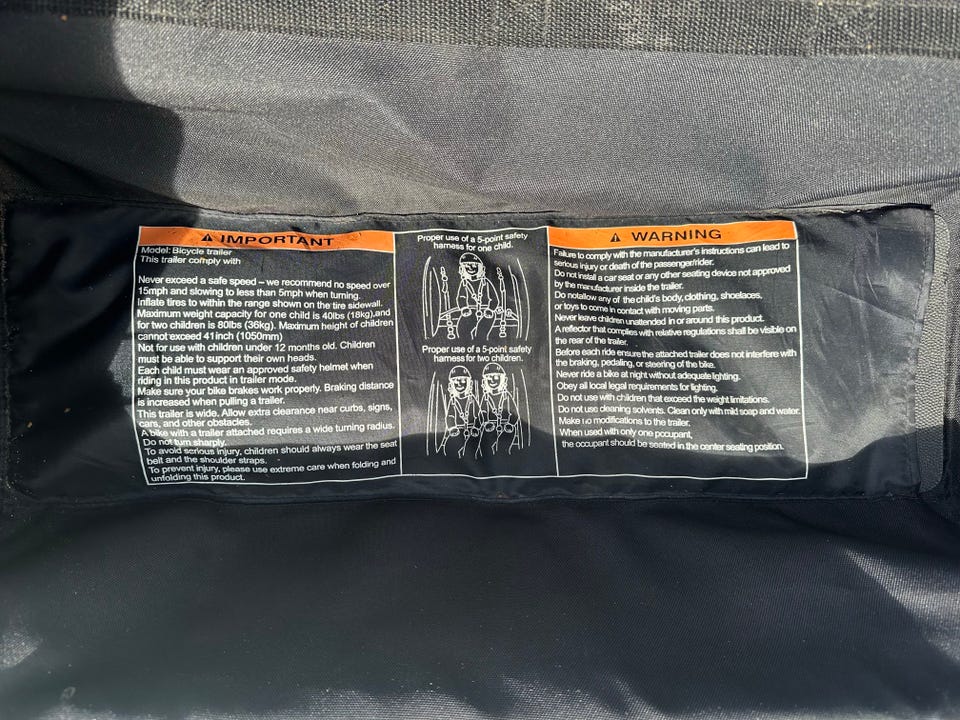 IMPORTANT
Model: Bicycle trailer
This trailer comply with
Never exceed a safe speed – we recommend no speed over
15mph and slowing to less than 5mph when turning.
Inflate tires to within the range shown on the tire sidewall.
Maximum weight capacity for one child is 40lbs (18kg),and
for two children is 80lbs (36kg). Maximum height of children
cannot exceed 41inch (1050mm)
Not for use with children under 12 months old. Children
must be able to support their own heads.
Each child must wear an approved safety helmet when
riding in this product in trailer mode.
Make sure your bike brakes work properly. Braking distance
is increased when pulling a trailer.
This trailer is wide. Allow extra clearance near curbs, signs,
cars, and other obstacles.
A bike with a trailer attached requires a wide turning radius.
Do not turn sharply.
To avoid serious injury, children should always wear the seat
belt and the shoulder straps.
To prevent injury, please use extreme care when folding and
unfolding this product.
Proper use of a 5-point safety
harness for one child.
Proper use of a 5-point safety
harness for two children.
WARNING
Failure to comply with the manufacturer's instructions can lead to
serious injury or death of the passenger/rider.
Do not install a car seat or any other seating device not approved
by the manufacturer inside the trailer.
Do notallow any of the child's body, clothing, shoelaces,
or toys to come in contact with moving parts.
Never leave children unattended in or around this product.
A reflector that complies with relative regulations shall be visible on
the rear of the trailer.
Before each ride ensure the attached trailer does not interfere with
the braking, pedaling, or steering of the bike.
Never ride a bike at night without adequate lighting.
Obey all local legal requirements for lighting.
Do not use with children that exceed the weight limitations.
Do not use cleaning solvents. Clean only with mild soap and water.
Make no modifications to the trailer.
When used with only one occupant,
the occupant should be seated in the center seating position.